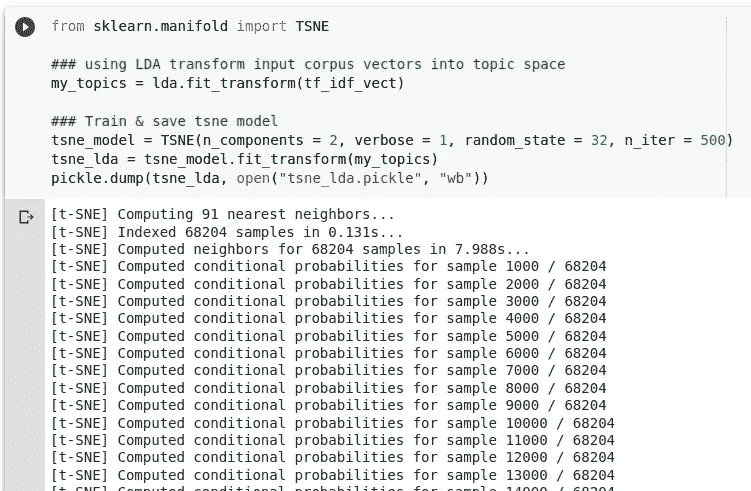 from sklearn.manifold import TSNE
### using LDA transform input corpus vectors into topic space
my_topics = lda.fit_transform(tf_idf_vect)
### Train & save tsne model
tsne_model = TSNE(n_components = 2, verbose = 1, random_state = 32, n_iter = 500)
tsne_lda = tsne_model.fit_transform(my_topics)
pickle.dump(tsne_lda, open("tsne_lda.pickle", "wb"))
[t-SNE] Computing 91 nearest neighbors...
[t-SNE] Indexed 68204 samples in 0.131s...
[t-SNE] Computed neighbors for 68204 samples in 7.988s...
[t-SNE] Computed conditional probabilities for sample 1000 / 68204
[t-SNE] Computed conditional probabilities for sample 2000 / 68204
[t-SNE] Computed conditional probabilities for sample 3000 / 68204
[t-SNE] Computed conditional probabilities for sample 4000 / 68204
[t-SNE] Computed conditional probabilities for sample 5000 / 68204
[t-SNE] Computed conditional probabilities for sample 6000 / 68204
[t-SNE] Computed conditional probabilities for sample 7000 / 68204
[t-SNE] Computed conditional probabilities for sample 8000 / 68204
[t-SNE] Computed conditional probabilities for sample 9000 / 68204
[t-SNE] Computed conditional probabilities for sample 10000 / 68204
[t-SNE] Computed conditional probabilities for sample 11000 / 68204
[t-SNE] Computed conditional probabilities for sample 12000 / 68204
[t-SNE] Computed conditional probabilities for sample 13000 / 68204